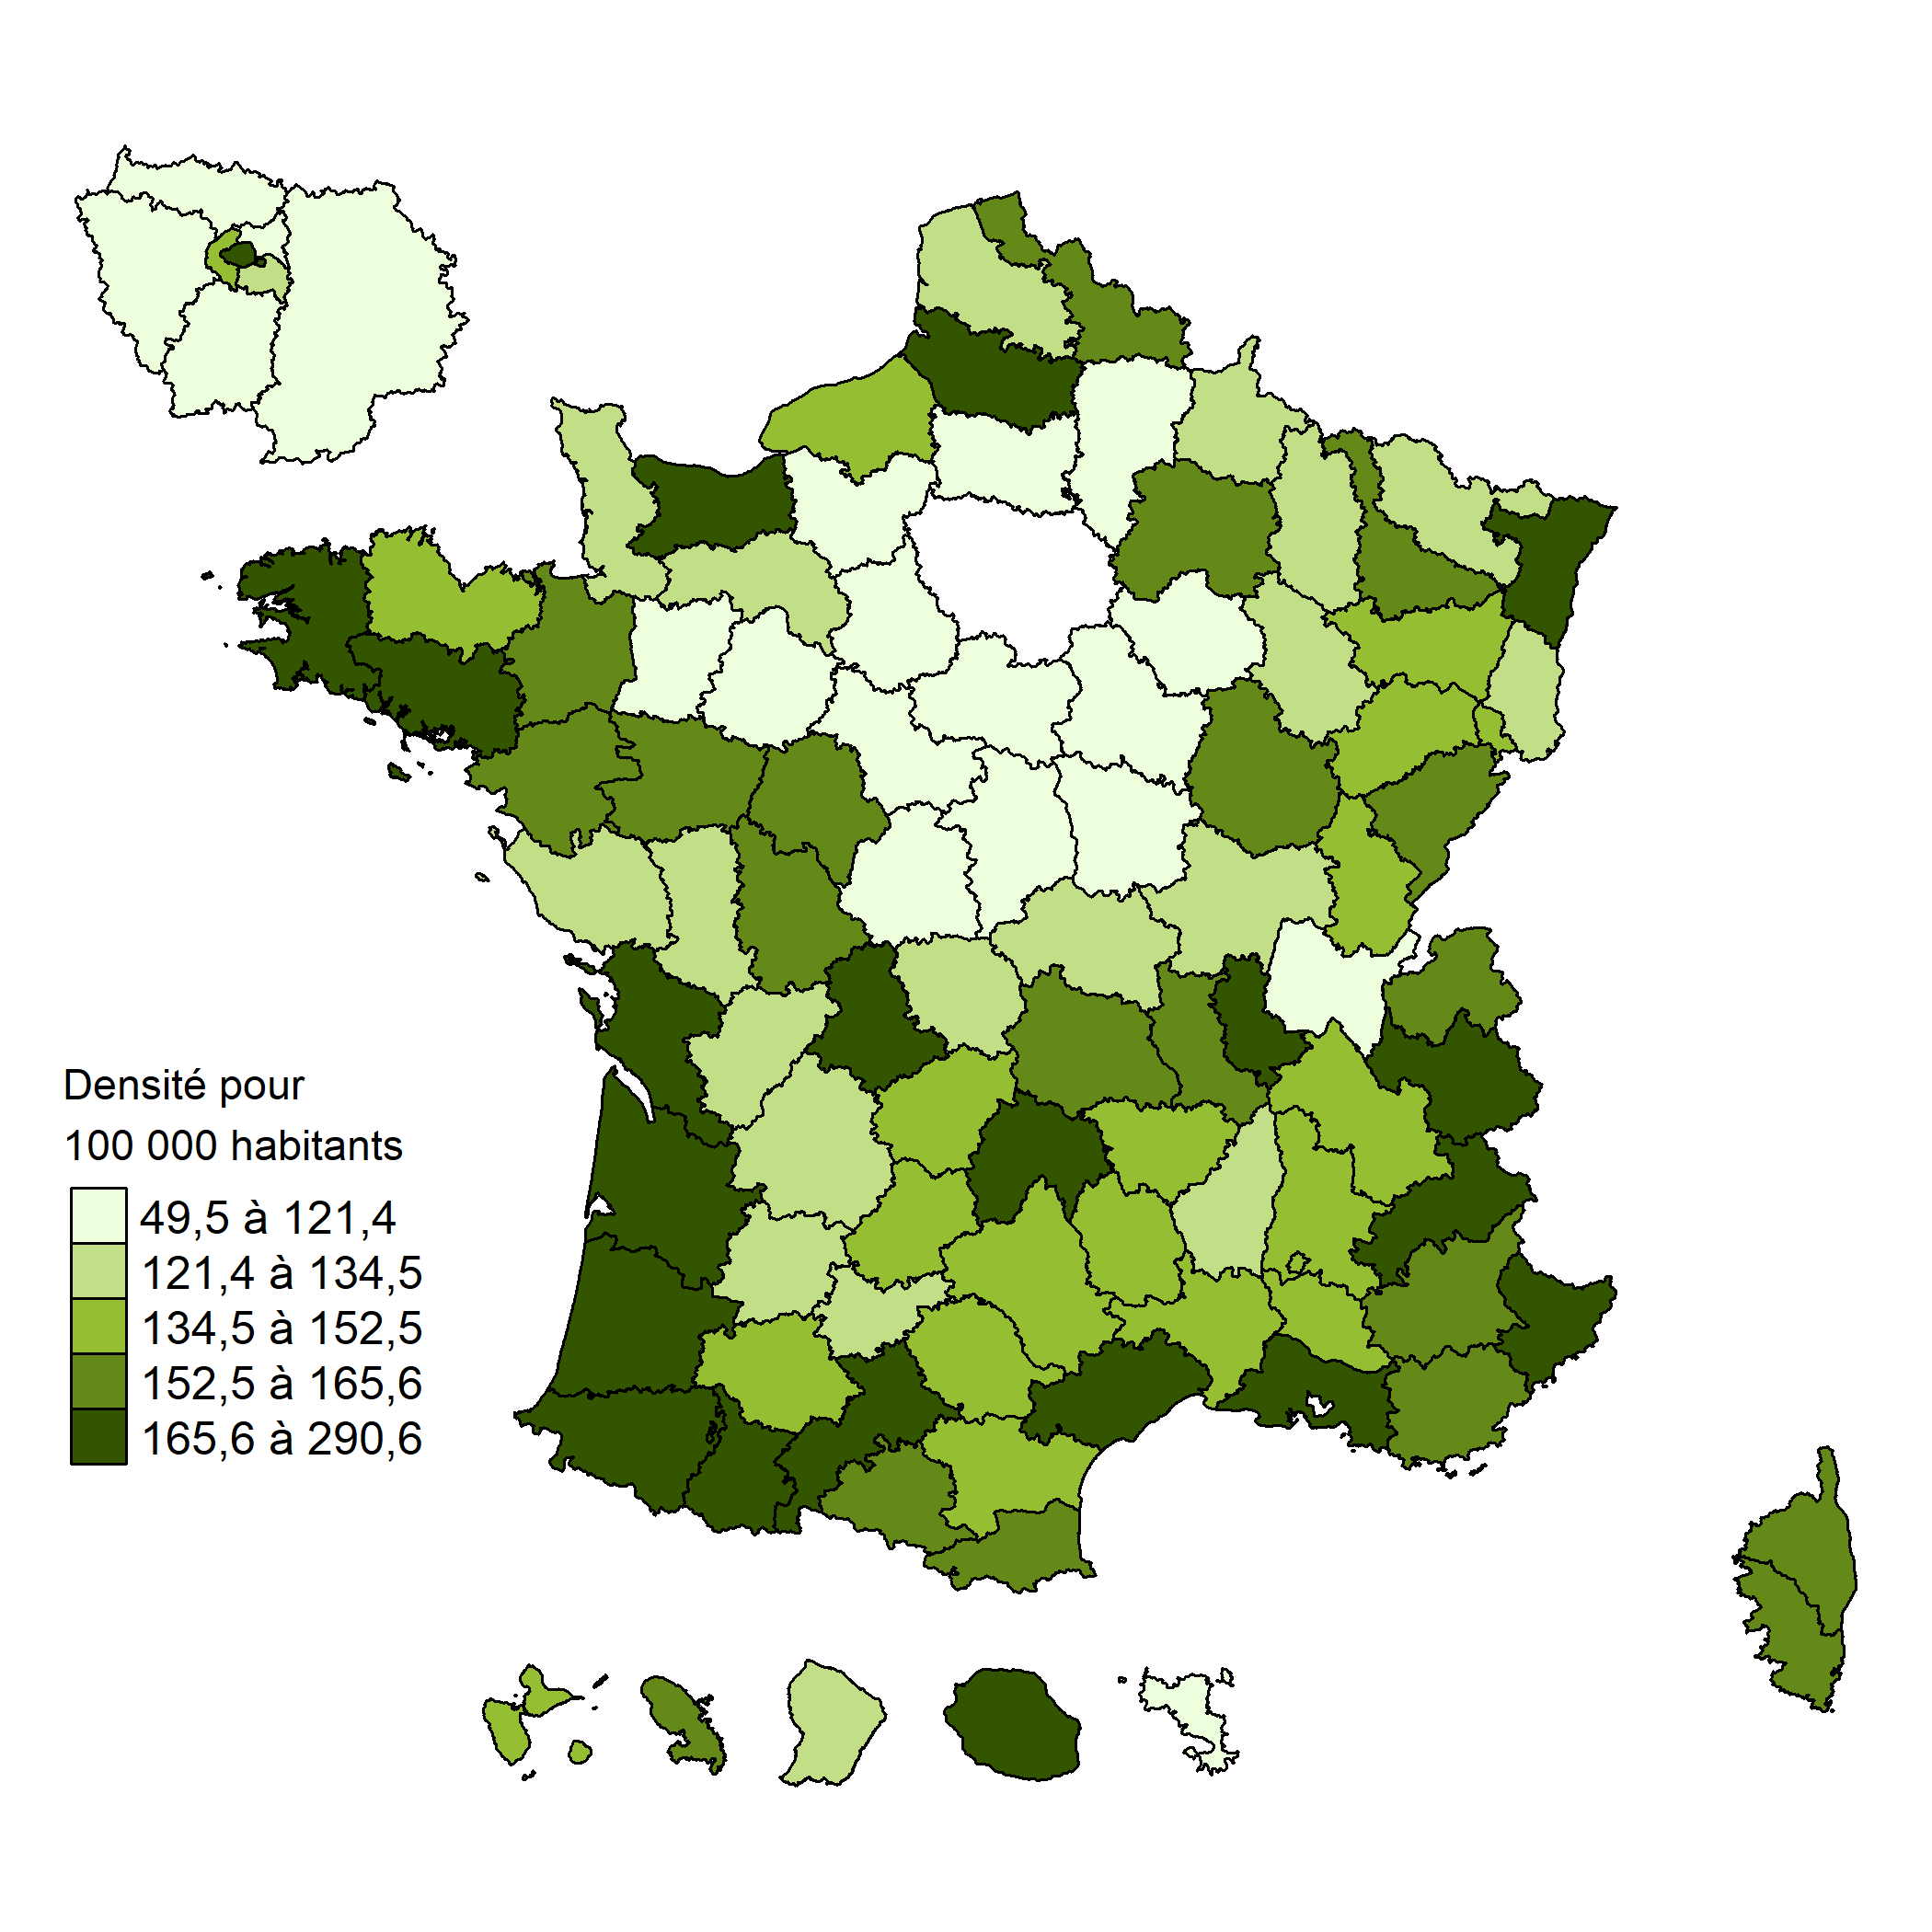 Densité pour
100 000 habitants
49,5 à 121,4
121,4 à 134,5
134,5 à 152,5
152,5 à 165,6
165,6 à 290,6